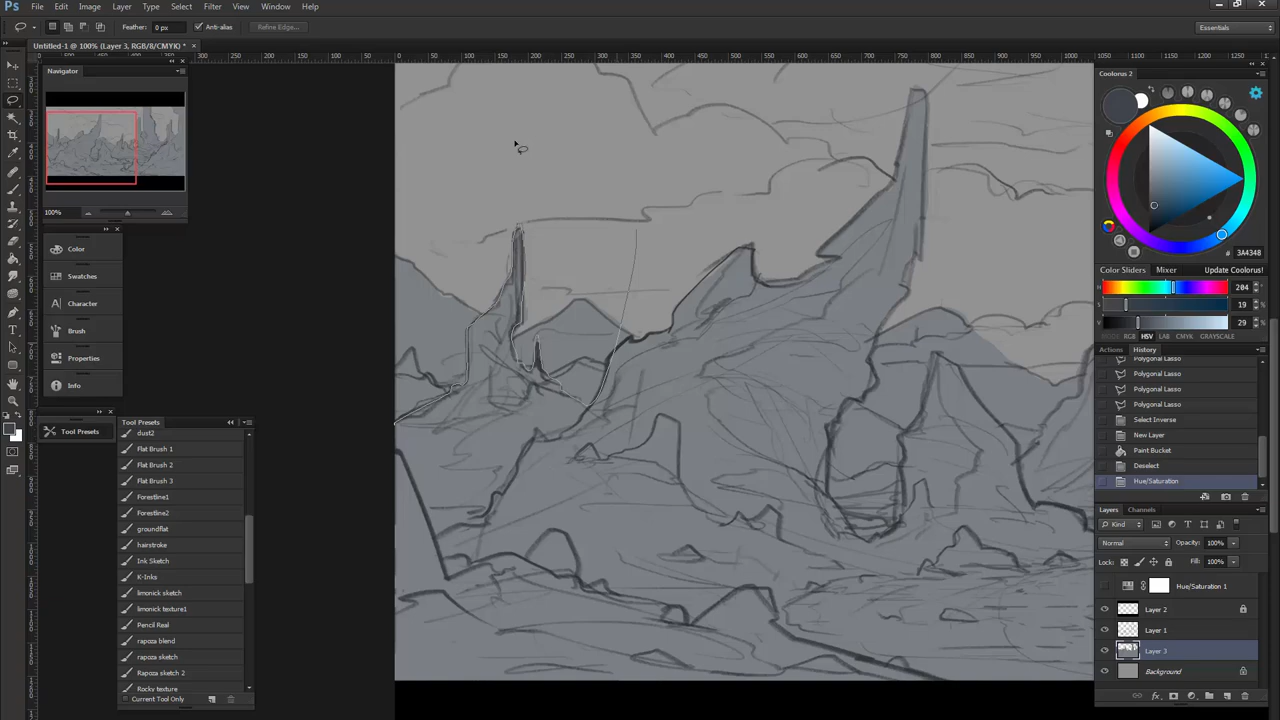 Ps File Edit Image Layer Type Select Filter View Window Help
Feather: 0 px Anti-alias Refine Edge... Essentials
Untitled-1 @ 100% (Layer 3, RGB/8/CMYK) * ×
Navigator
100%
Color
Swatches
Character
Brush
Properties
Info
Tool Presets
Tool Presets
dust2
Flat Brush 1
Flat Brush 2
Flat Brush 3
Forestline1
Forestline2
groundflat
hairstroke
Ink Sketch
K-Inks
limonick sketch
limonick texture1
Pencil Real
rapoza blend
rapoza sketch
Rapoza sketch 2
Rocky texture
Current Tool Only
Coolorus 2
3A4348
Color Sliders Mixer Update Coolorus!
H 204
S 19
V 29
RGB HSV LAB CMYK GRAYSCALE
Actions History
Polygonal Lasso
Polygonal Lasso
Polygonal Lasso
Polygonal Lasso
Select Inverse
New Layer
Paint Bucket
Deselect
Hue/Saturation
Layers Channels
Kind
Normal Opacity: 100%
Lock: Fill: 100%
Hue/Saturation 1
Layer 2
Layer 1
Layer 3
Background